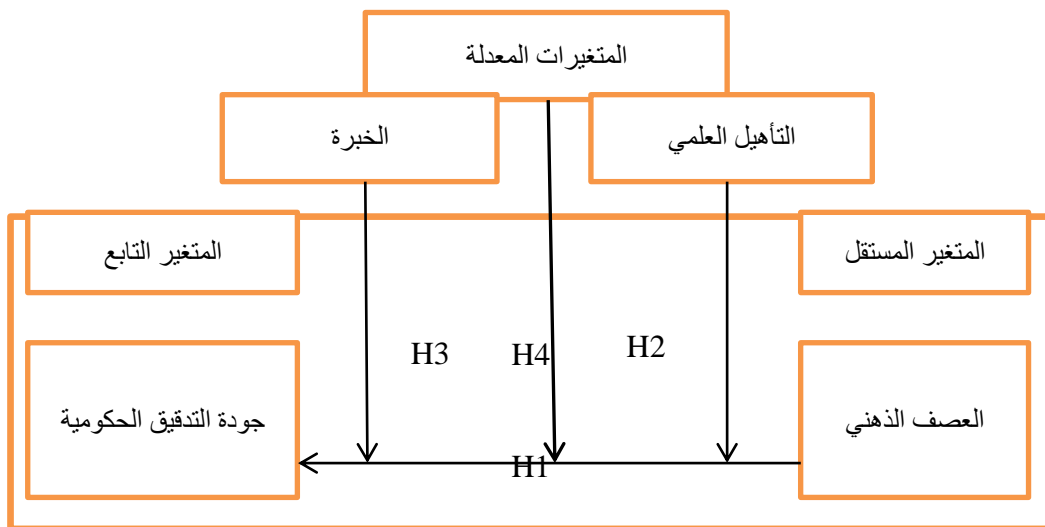 المتغيرات المعدلة
التأهيل العلمي
الخبرة
المتغير المستقل
المتغير التابع
H2
H4
H3
العصف الذهني
جودة التدقيق الحكومية
H1